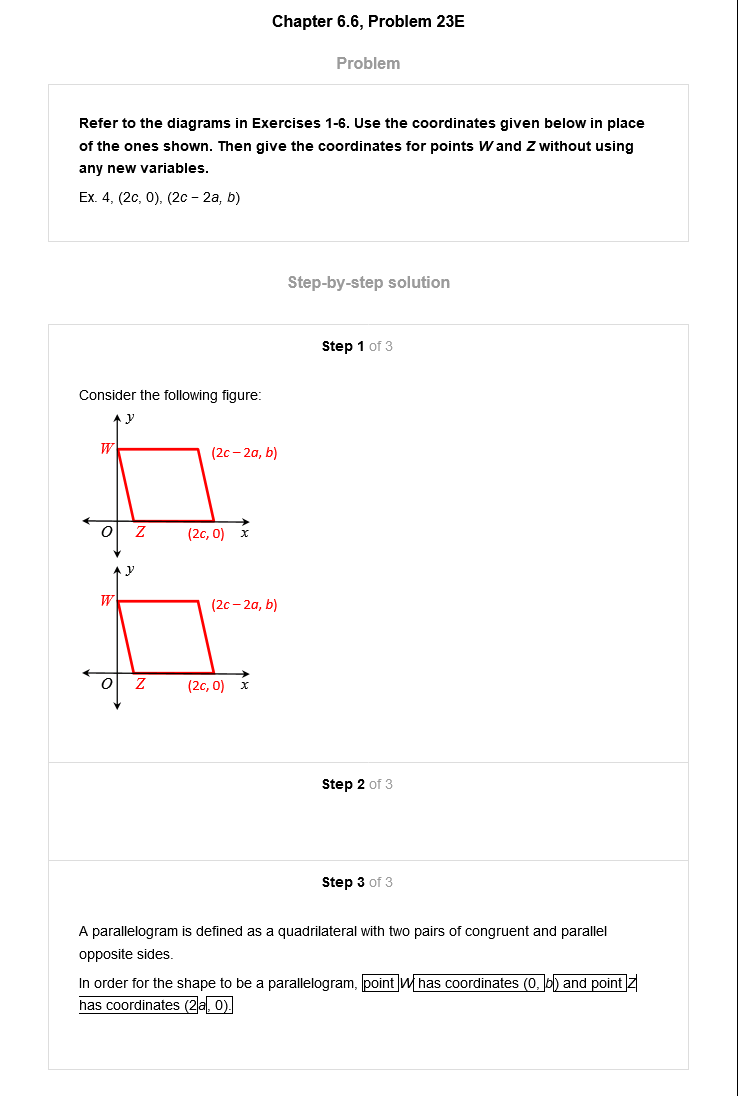 Chapter 6.6, Problem 23E
Problem
Refer to the diagrams in Exercises 1-6. Use the coordinates given below in place
of the ones shown. Then give the coordinates for points W and Z without using
any new variables.
Ex. 4, (2c, 0), (2c − 2a, b)
Step-by-step solution
Step 1 of 3
Consider the following figure:
y
W
(2c – 2a, b)
O
Z
(2c, 0)
x
y
W
(2c – 2a, b)
O
Z
(2c, 0)
x
Step 2 of 3
Step 3 of 3
A parallelogram is defined as a quadrilateral with two pairs of congruent and parallel
opposite sides.
In order for the shape to be a parallelogram, point W has coordinates (0, b) and point Z
has coordinates (2a, 0).